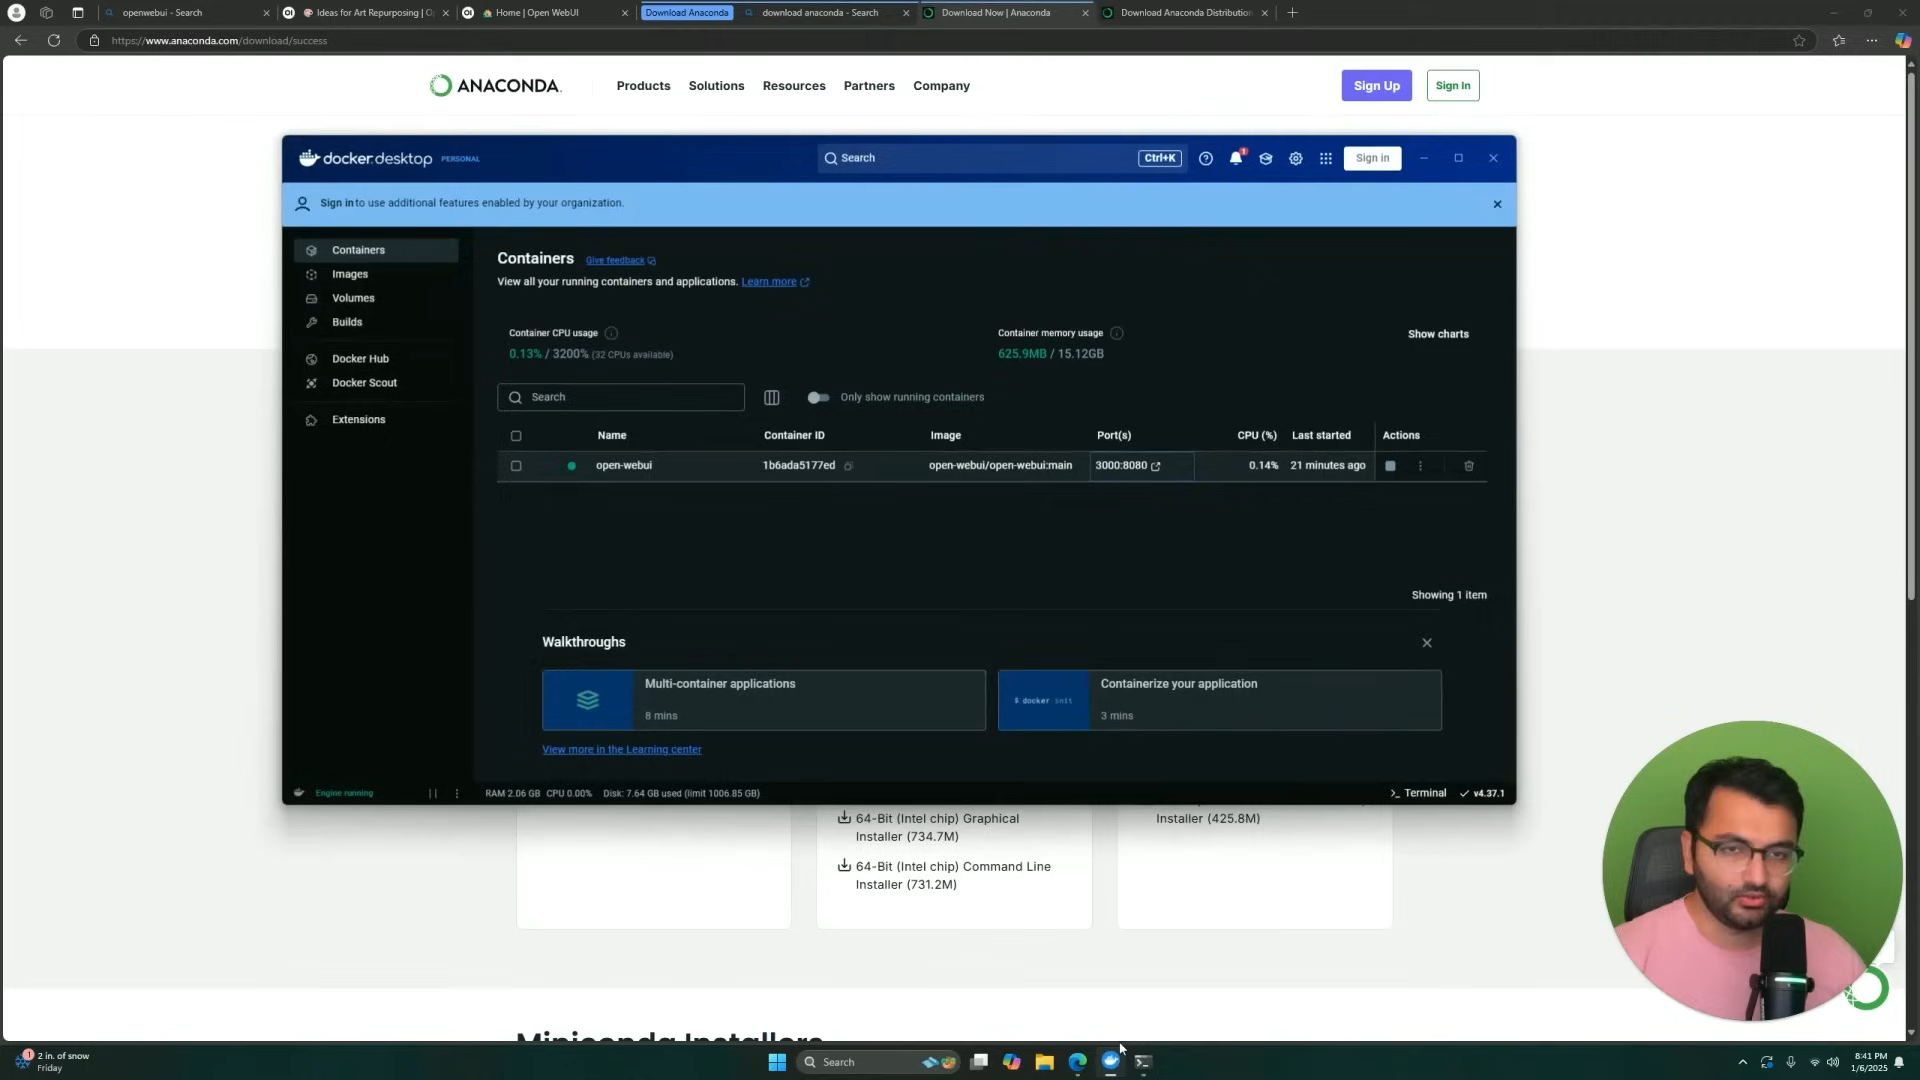 openwebui - Search
Ideas for Art Repurposing | O
Home | Open WebUI
Download Anaconda
download anaconda - Search
Download Now | Anaconda
Download Anaconda Distribution
https://www.anaconda.com/download/success
ANACONDA.
Products
Solutions
Resources
Partners
Company
Sign Up
Sign In
docker.desktop PERSONAL
Search
Ctrl+K
Sign in
Sign in to use additional features enabled by your organization.
Containers
Images
Volumes
Builds
Docker Hub
Docker Scout
Extensions
Containers
Give feedback
View all your running containers and applications. Learn more
Container CPU usage
0.13% / 3200% (32 CPUs available)
Container memory usage
625.9MB / 15.12GB
Show charts
Search
Only show running containers
Name Container ID Image Port(s) CPU (%) Last started Actions
open-webui 1b6ada5177ed open-webui/open-webui:main 3000:8080 0.14% 21 minutes ago
Showing 1 item
Walkthroughs
Multi-container applications
8 mins
$ docker init
Containerize your application
3 mins
View more in the Learning center
Engine running
RAM 2.06 GB CPU 0.00% Disk: 7.64 GB used (limit 1006.85 GB)
Terminal
v4.37.1
64-Bit (Intel chip) Graphical
Installer (734.7M)
64-Bit (Intel chip) Command Line
Installer (731.2M)
Installer (425.8M)
Miniconda Installers
1
2 in. of snow
Friday
Search
8:41 PM
1/6/2025